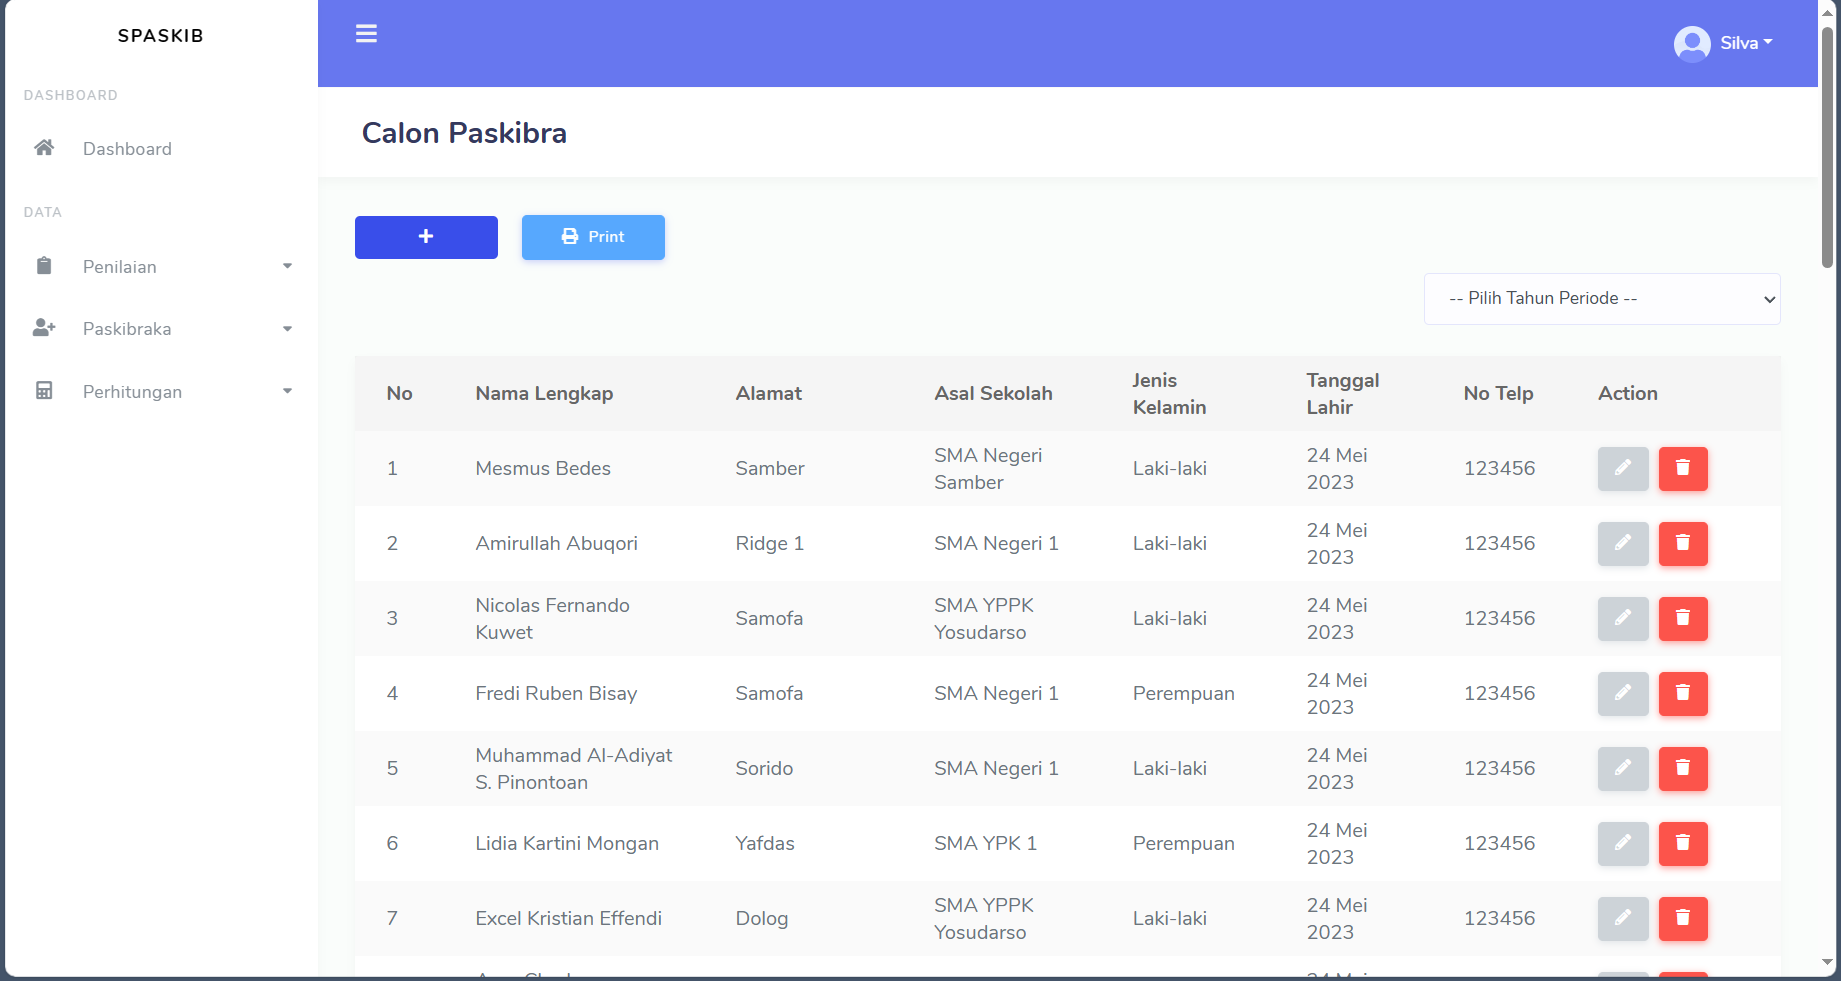 SPASKIB
Silva
DASHBOARD
Dashboard
DATA
Penilaian
Paskibraka
Perhitungan
Calon Paskibra
Print
-- Pilih Tahun Periode --
No Nama Lengkap Alamat Asal Sekolah Jenis Kelamin Tanggal Lahir No Telp Action
1 Mesmus Bedes Samber SMA Negeri Samber Laki-laki 24 Mei 2023 123456
2 Amirullah Abuqori Ridge 1 SMA Negeri 1 Laki-laki 24 Mei 2023 123456
3 Nicolas Fernando Kuwet Samofa SMA YPPK Yosudarso Laki-laki 24 Mei 2023 123456
4 Fredi Ruben Bisay Samofa SMA Negeri 1 Perempuan 24 Mei 2023 123456
5 Muhammad Al-Adiyat S. Pinontoan Sorido SMA Negeri 1 Laki-laki 24 Mei 2023 123456
6 Lidia Kartini Mongan Yafdas SMA YPK 1 Perempuan 24 Mei 2023 123456
7 Excel Kristian Effendi Dolog SMA YPPK Yosudarso Laki-laki 24 Mei 2023 123456